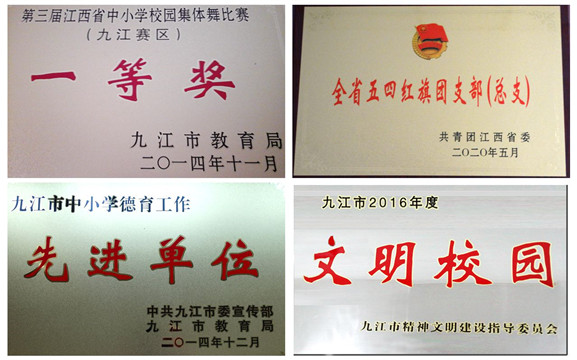 第三届江西省中小学校园集体舞比赛
（九江赛区）
一等奖
九江市教育局
二〇一四年十一月
全省五四红旗团支部(总支)
共青团江西省委
二〇二〇年五月
九江市中小学德育工作
先进单位
中共九江市委宣传部
九江市教育局
二〇一四年十二月
九江市2016年度
文明校园
九江市精神文明建设指导委员会